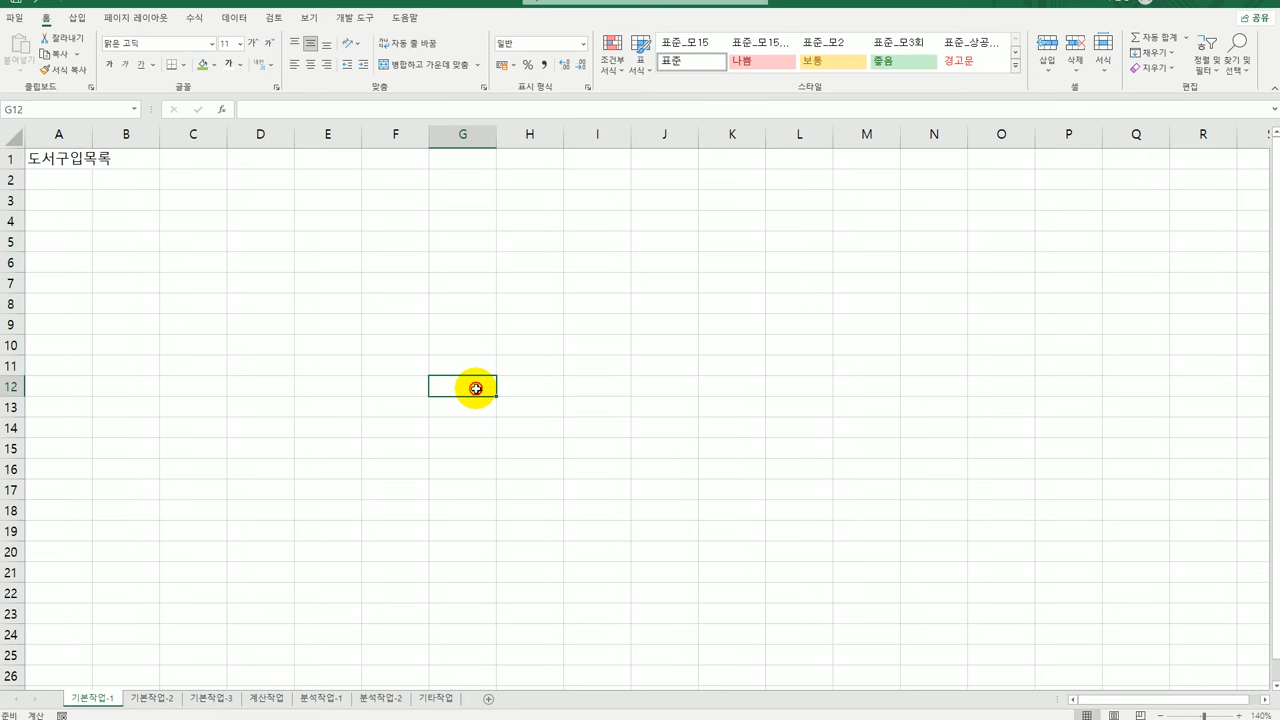 파일 홈 삽입 페이지 레이아웃 수식 데이터 검토 보기 개발 도구 도움말 공유
잘라내기 맑은 고딕 11 가^ 가ˇ 자동 줄 바꿈 일반 표준_모15 표준_모15... 표준_모2 표준_모3회 표준_상공... 자동 합계
붙여넣기 복사 조건부 표 삽입 삭제 서식 채우기 정렬 및 찾기 및
서식 복사 가 가 가 가 병합하고 가운데 맞춤 % 서식 서식 표준 나쁨 보통 좋음 경고문 지우기 필터 선택
클립보드 글꼴 맞춤 표시 형식 스타일 셀 편집
G12 fx
A B C D E F G H I J K L M N O P Q R
1 도서구입목록
2
3
4
5
6
7
8
9
10
11
12
13
14
15
16
17
18
19
20
21
22
23
24
25
26
기본작업-1 기본작업-2 기본작업-3 계산작업 분석작업-1 분석작업-2 기타작업
준비 계산 140%